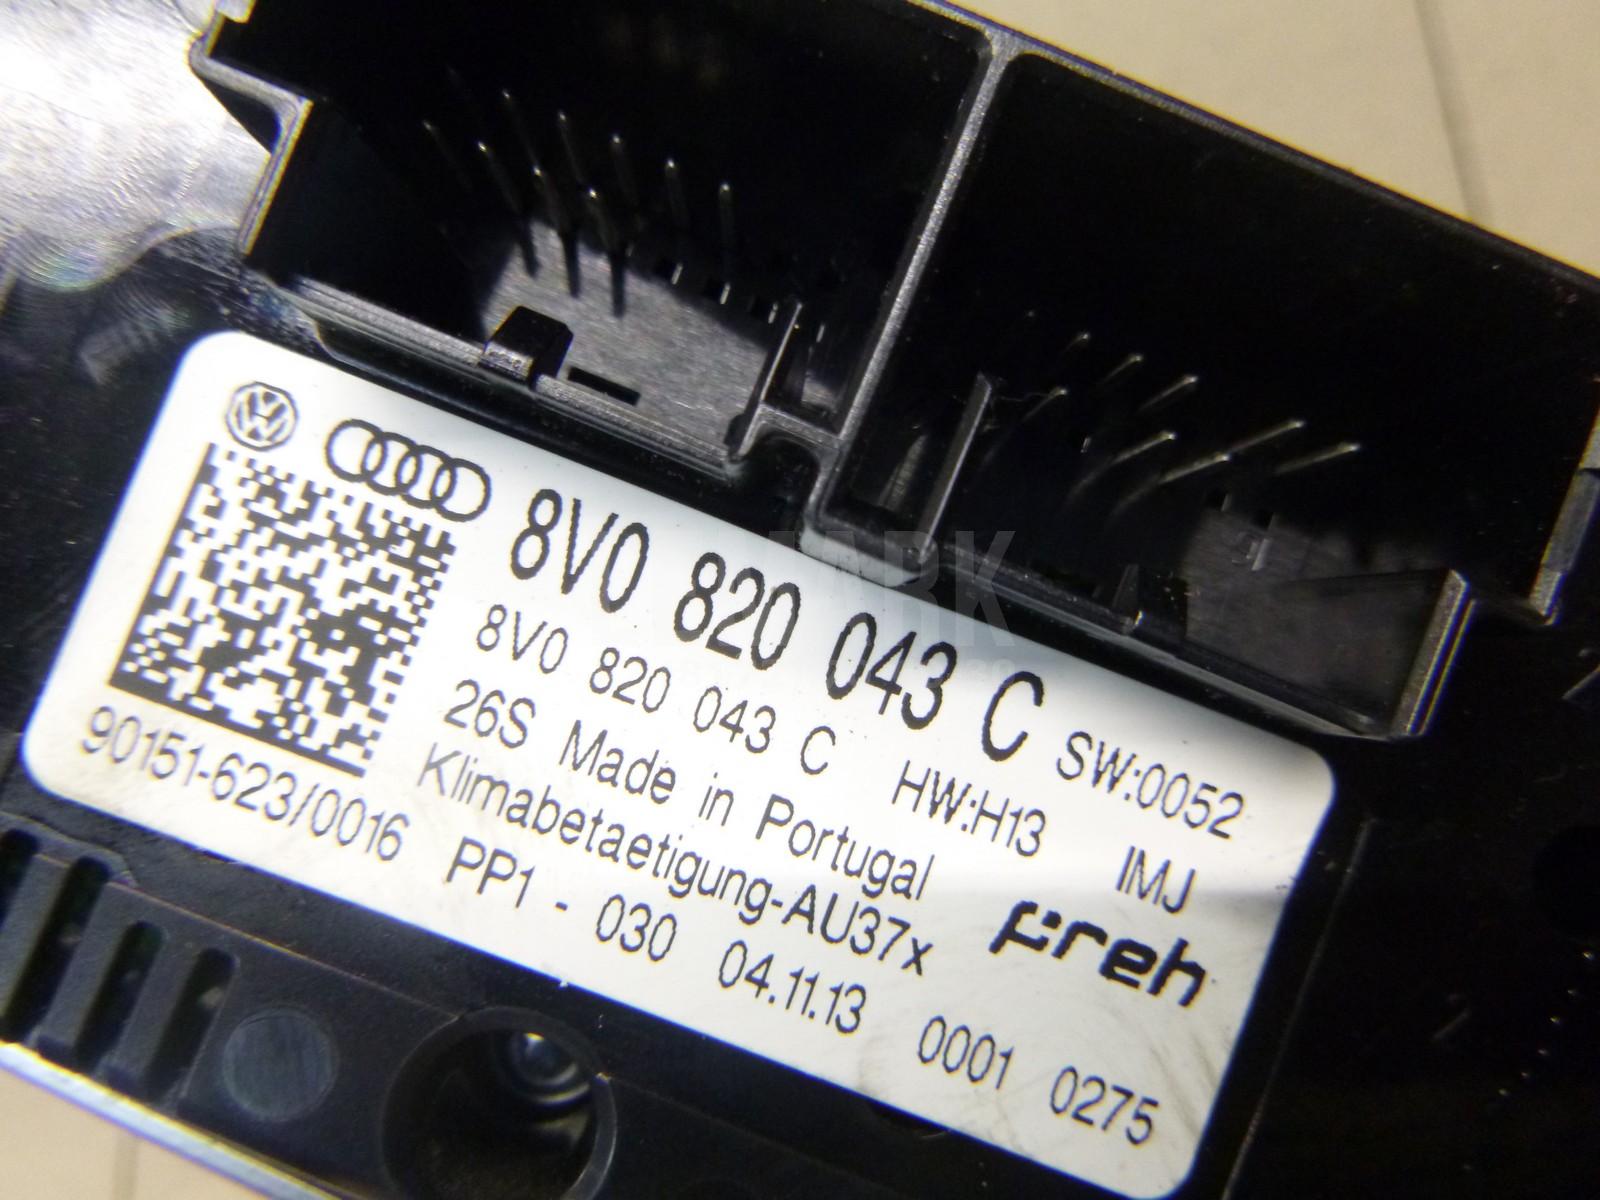 8V0 820 043 C
8V0 820 043 C HW:H13 SW:0052
26S Made in Portugal IMJ
Klimabetaetigung-AU37x preh
90151-623/0016 PP1 - 030 04.11.13 0001 0275